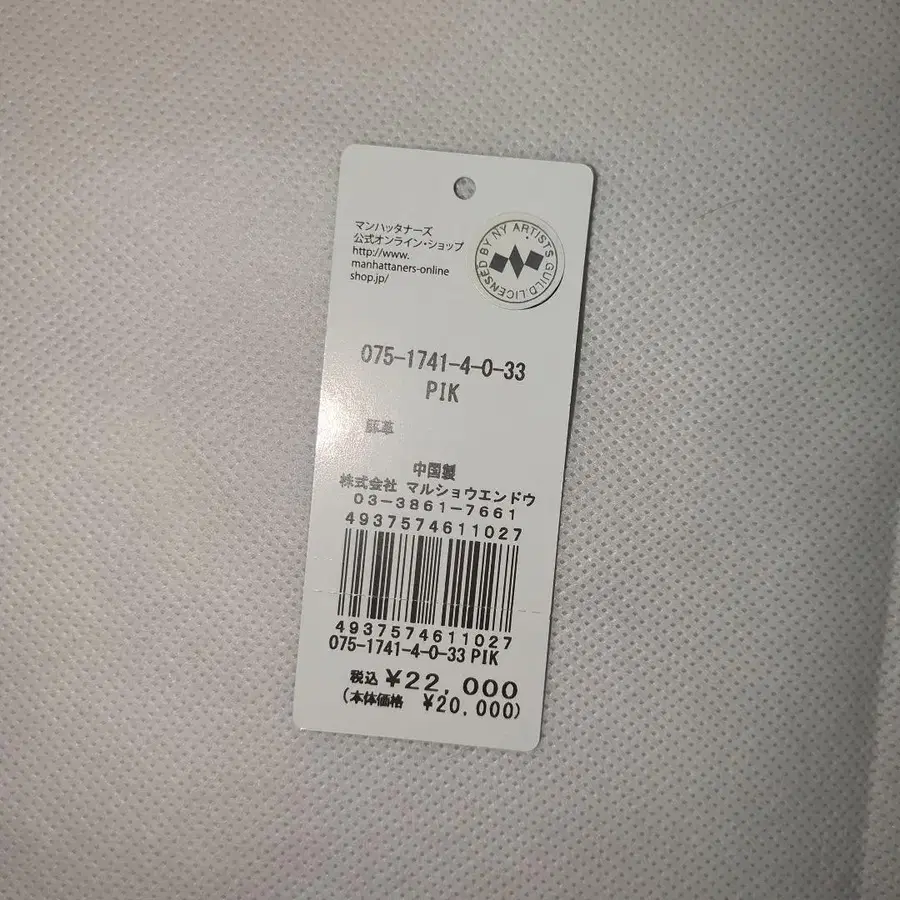 マンハッタナーズ
公式オンライン・ショップ
http://www.
manhattaners-online
shop.jp/
LICENSED BY NY ARTISTS GUILD.
075-1741-4-0-33
PIK
豚革
中国製
株式会社 マルショウエンドウ
03-3861-7661
4937574611027
4937574611027
075-1741-4-0-33 PIK
税込 ¥22,000
(本体価格 ¥20,000)